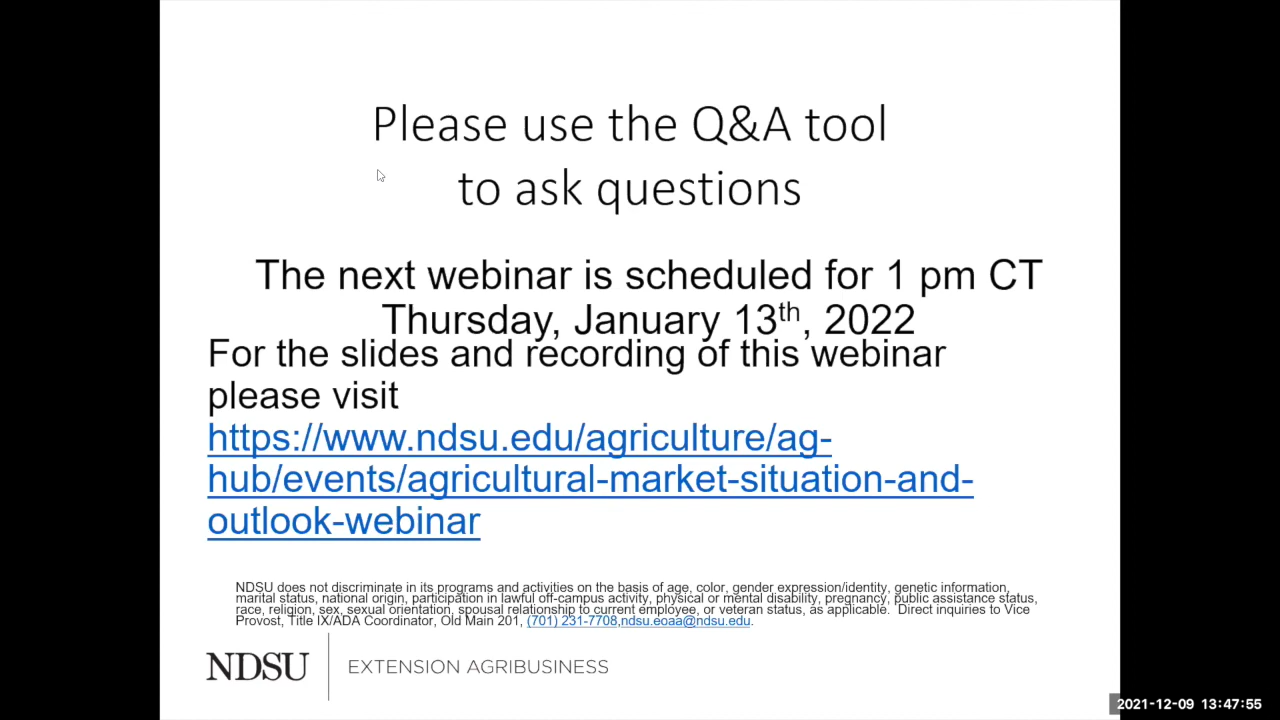 Please use the Q&A tool
to ask questions
The next webinar is scheduled for 1 pm CT
Thursday, January 13th, 2022
For the slides and recording of this webinar
please visit
https://www.ndsu.edu/agriculture/ag-
hub/events/agricultural-market-situation-and-
outlook-webinar
NDSU does not discriminate in its programs and activities on the basis of age, color, gender expression/identity, genetic information,
marital status, national origin, participation in lawful off-campus activity, physical or mental disability, pregnancy, public assistance status,
race, religion, sex, sexual orientation, spousal relationship to current employee, or veteran status, as applicable. Direct inquiries to Vice
Provost, Title IX/ADA Coordinator, Old Main 201, (701) 231-7708,ndsu.eoaa@ndsu.edu.
NDSU EXTENSION AGRIBUSINESS
2021-12-09 13:47:55